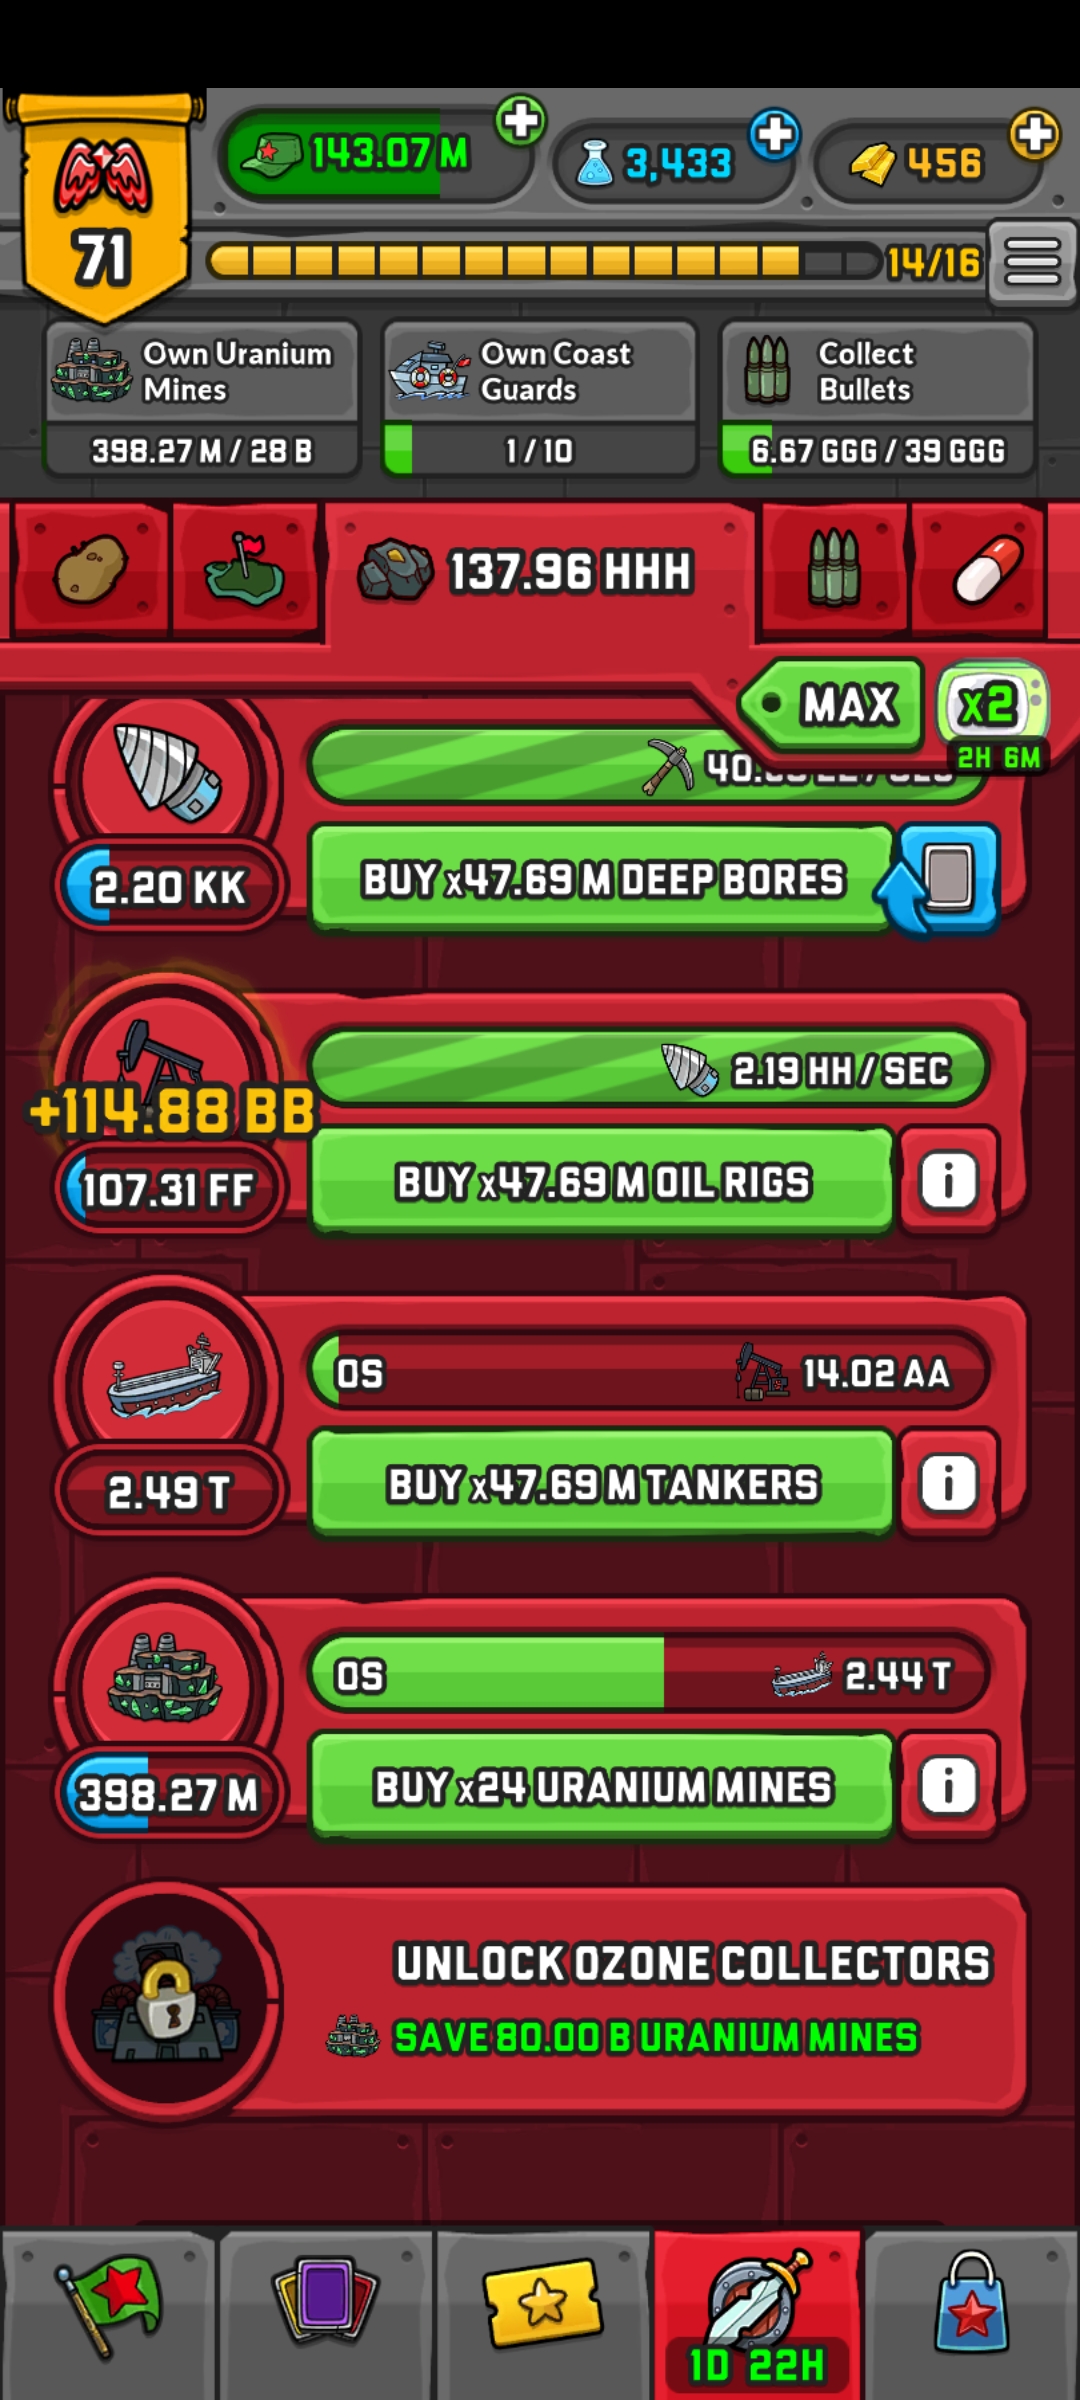 143.07 M
3,433
456
71
14/16
Own Uranium
Mines
398.27 M / 28 B
Own Coast
Guards
1 / 10
Collect
Bullets
6.67 GGG / 39 GGG
137.96 HHH
MAX
x2
2H 6M
2.20 KK
BUY x47.69 M DEEP BORES
2.19 HH / SEC
+114.88 BB
107.31 FF
BUY x47.69 M OIL RIGS
i
0S
14.02 AA
2.49 T
BUY x47.69 M TANKERS
i
0S
2.44 T
398.27 M
BUY x24 URANIUM MINES
i
UNLOCK OZONE COLLECTORS
SAVE 80.00 B URANIUM MINES
1D 22H